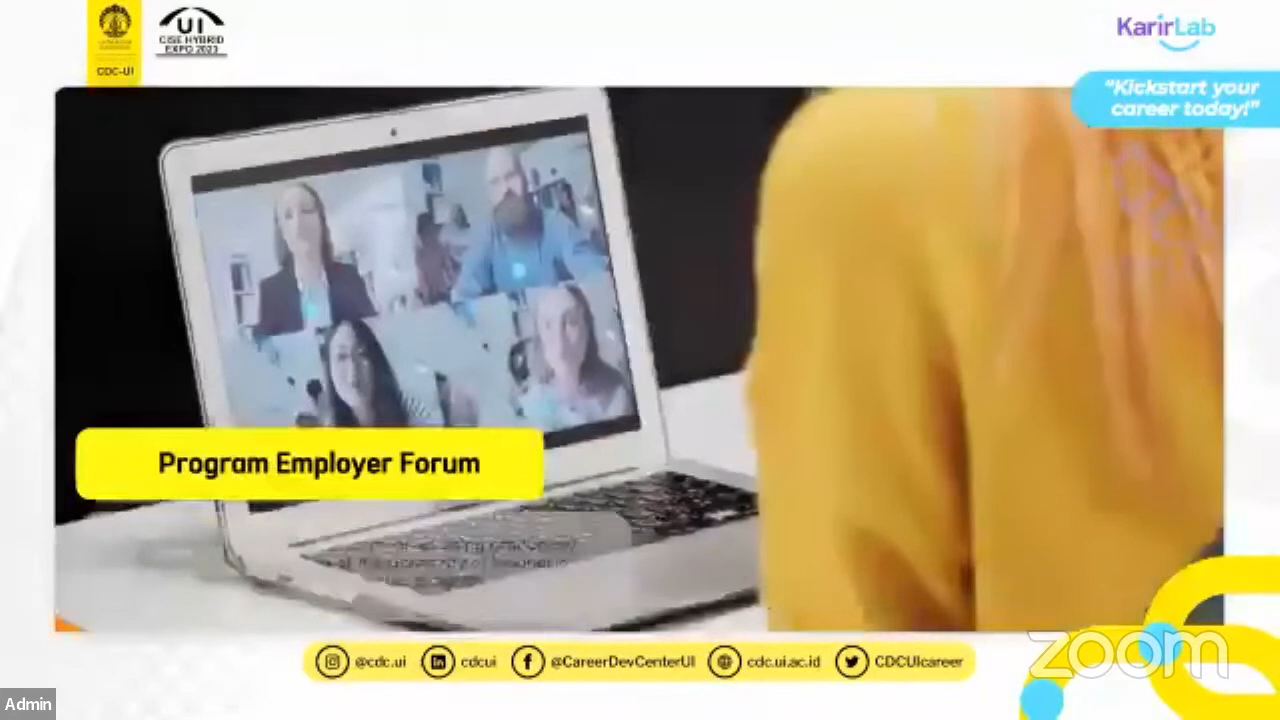 CDC-UI
UI
CISE HYBRID
EXPO 2023
KarirLab
"Kickstart your
career today!"
Program Employer Forum
@cdc.ui
cdcui
@CareerDevCenterUI
cdc.ui.ac.id
CDCUIcareer
zoom
Admin